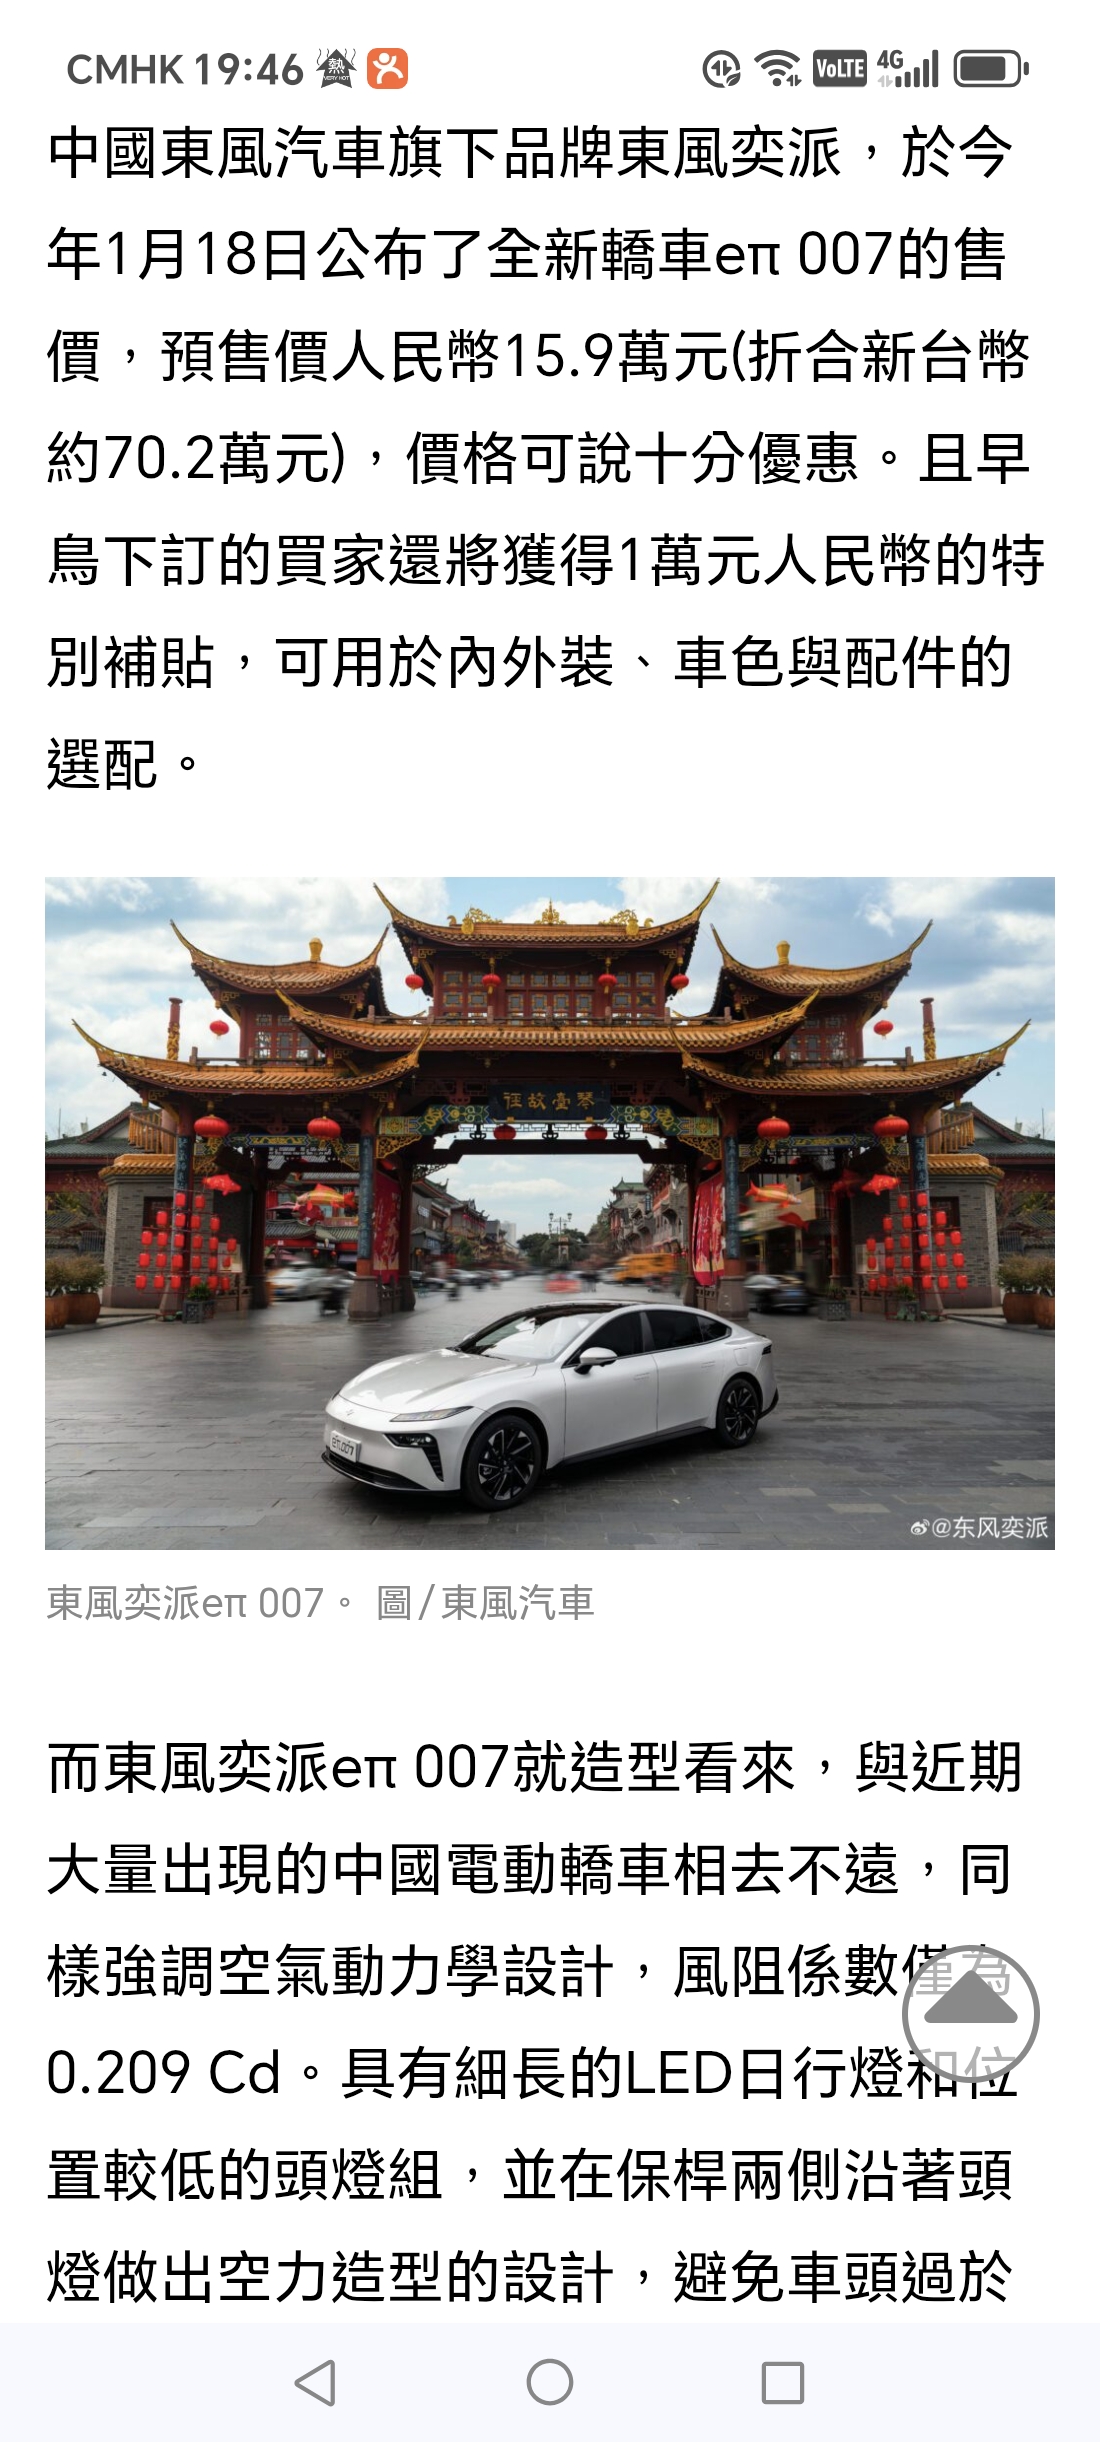 CMHK 19:46 熱 VERY HOT VoLTE 4G
中國東風汽車旗下品牌東風奕派，於今
年1月18日公布了全新轎車eπ 007的售
價，預售價人民幣15.9萬元(折合新台幣
約70.2萬元)，價格可說十分優惠。且早
鳥下訂的買家還將獲得1萬元人民幣的特
別補貼，可用於內外裝、車色與配件的
選配。
征故臺琴
eπ007
@东风奕派
東風奕派eπ 007。 圖/東風汽車
而東風奕派eπ 007就造型看來，與近期
大量出現的中國電動轎車相去不遠，同
樣強調空氣動力學設計，風阻係數僅為
0.209 Cd。具有細長的LED日行燈和位
置較低的頭燈組，並在保桿兩側沿著頭
燈做出空力造型的設計，避免車頭過於